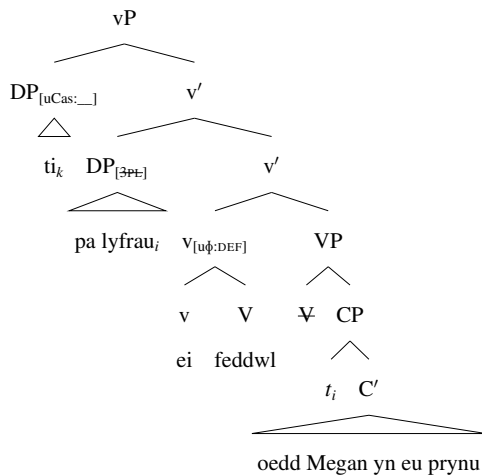 vP
DP[uCas:__] v′
ti_k DP[3PL] v′
pa lyfrau_i v[uϕ:DEF] VP
v V V CP
ei feddwl t_i C′
oedd Megan yn eu prynu